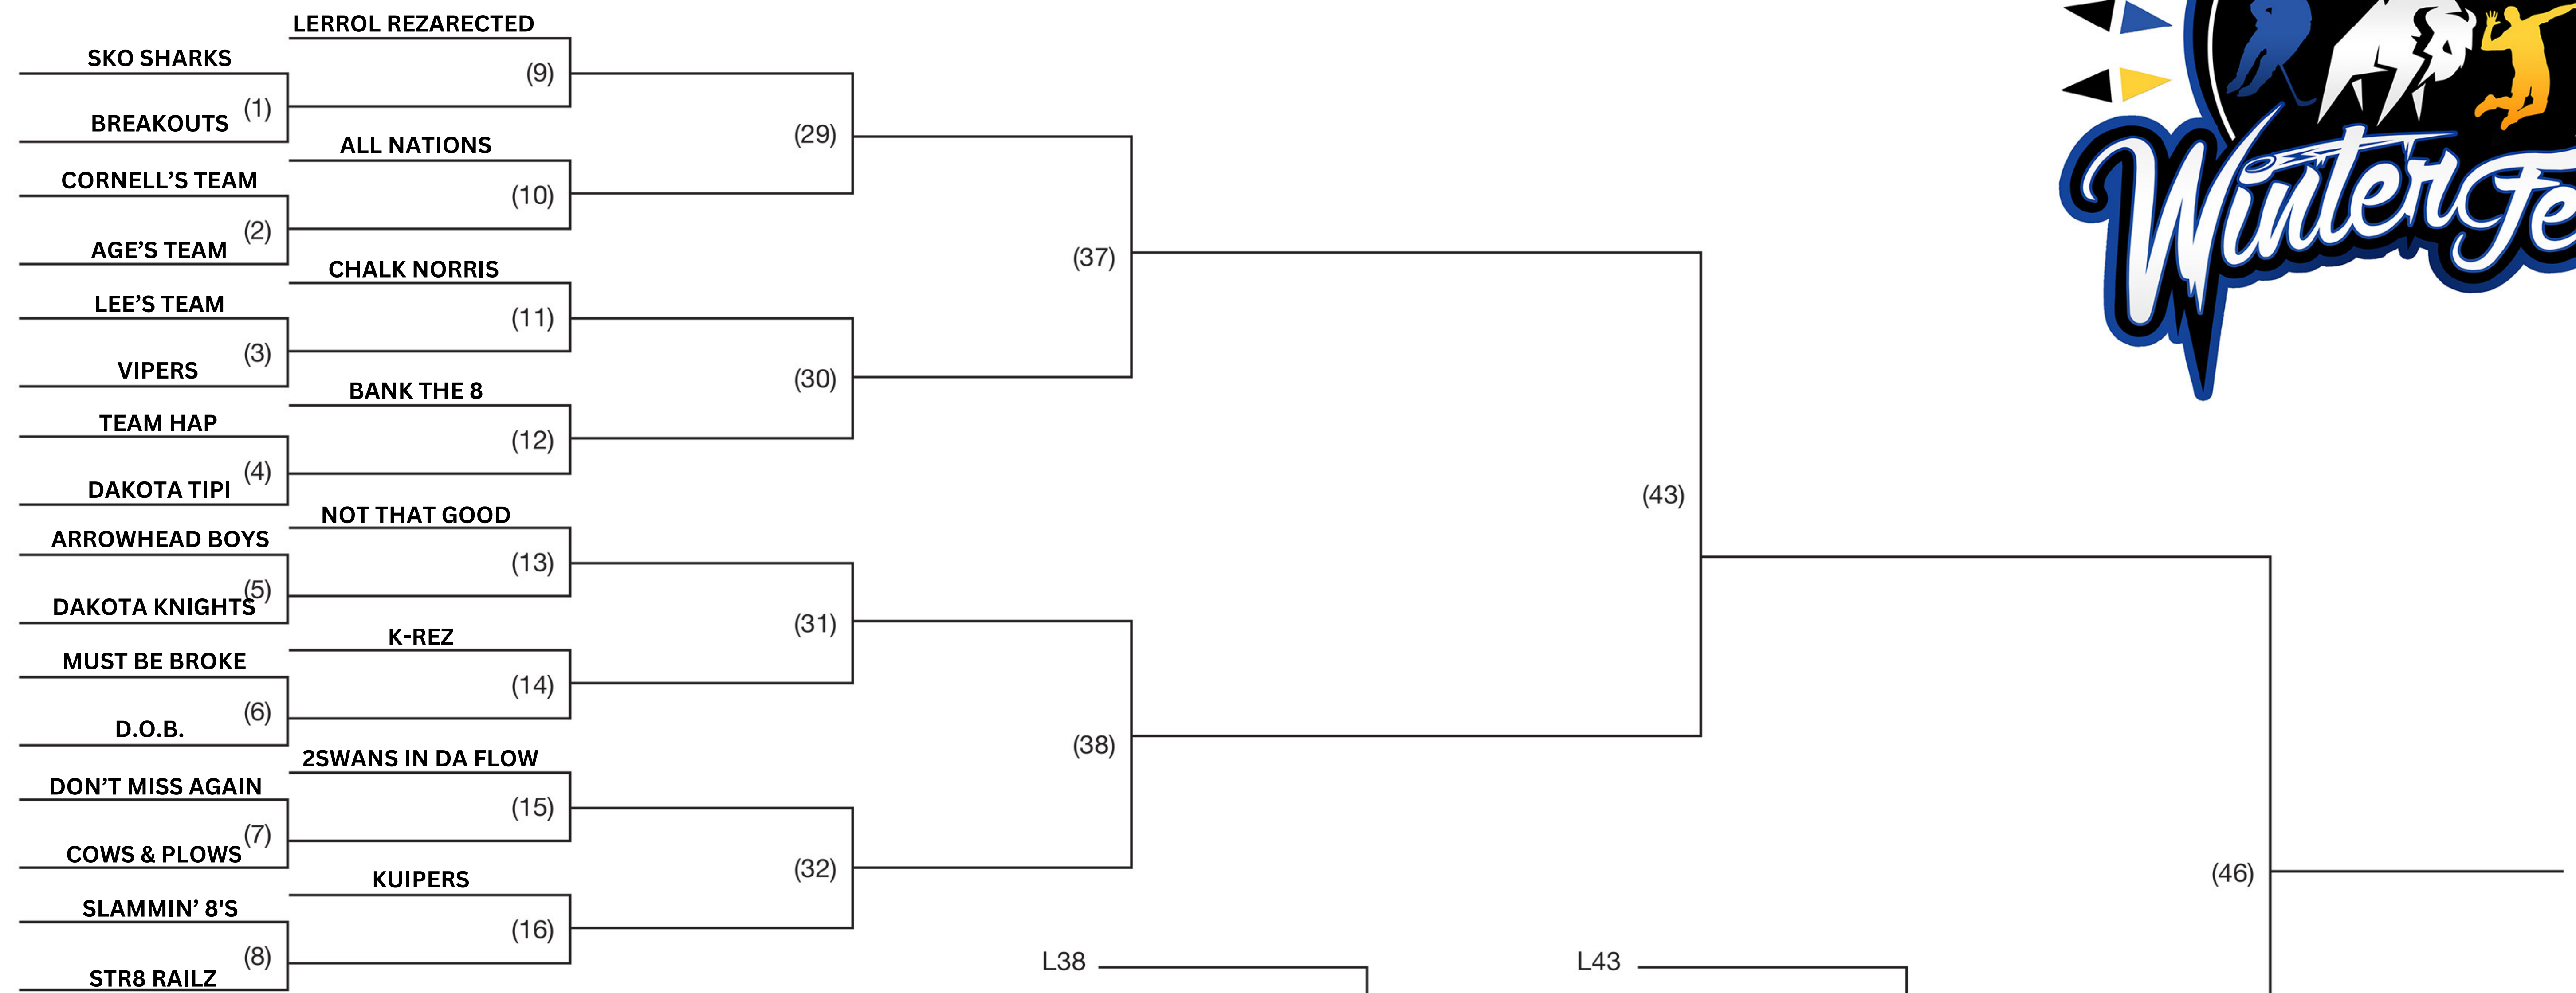 LERROL REZARECTED
SKO SHARKS
(9)
(1)
BREAKOUTS
(29)
ALL NATIONS
CORNELL’S TEAM
(10)
(2)
AGE’S TEAM
(37)
CHALK NORRIS
LEE’S TEAM
(11)
(3)
VIPERS
(30)
BANK THE 8
TEAM HAP
(12)
(4)
DAKOTA TIPI
(43)
NOT THAT GOOD
ARROWHEAD BOYS
(13)
(5)
DAKOTA KNIGHTS
(31)
K-REZ
MUST BE BROKE
(14)
(6)
D.O.B.
(38)
2SWANS IN DA FLOW
DON’T MISS AGAIN
(15)
(7)
COWS & PLOWS
(32)
(46)
KUIPERS
SLAMMIN’ 8'S
(16)
(8)
STR8 RAILZ
L38
L43
WinterFe